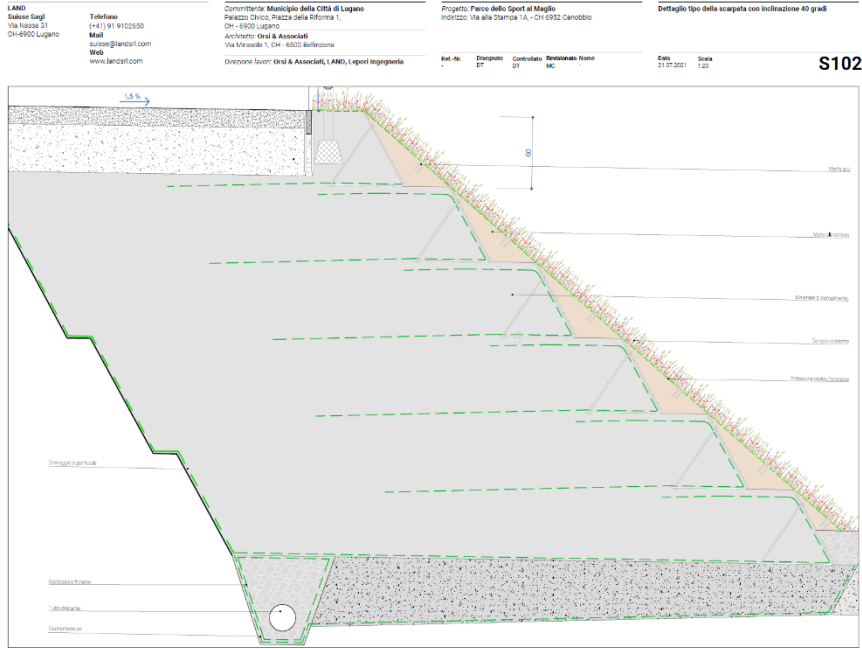 LAND
Suisse Sagl
Via Nassa 31
CH-6900 Lugano
Telefono
(+41) 91 9102650
Mail
suisse@landsrl.com
Web
www.landsrl.com
Committente: Municipio della Città di Lugano
Palazzo Civico, Piazza della Riforma 1,
CH - 6900 Lugano
Architetto: Orsi & Associati
Via Mirasole 1, CH - 6500 Bellinzona
Direzione lavori: Orsi & Associati, LAND, Leperi Ingegneria
Progetto: Parco dello Sport al Maglio
Indirizzo: Via alla Stampa 1A, - CH 6952 Canobbio
Ref.-Nr. Disegnato Controllato Revisionato Nome
- DT DT MC -
Dettaglio tipo della scarpata con inclinazione 40 gradi
Data Scala
21.07.2021 1:20
S102
1,5 %
60
Materiale terroso
Materiale di riempimento
Drenaggio superficiale
Tubo drenante